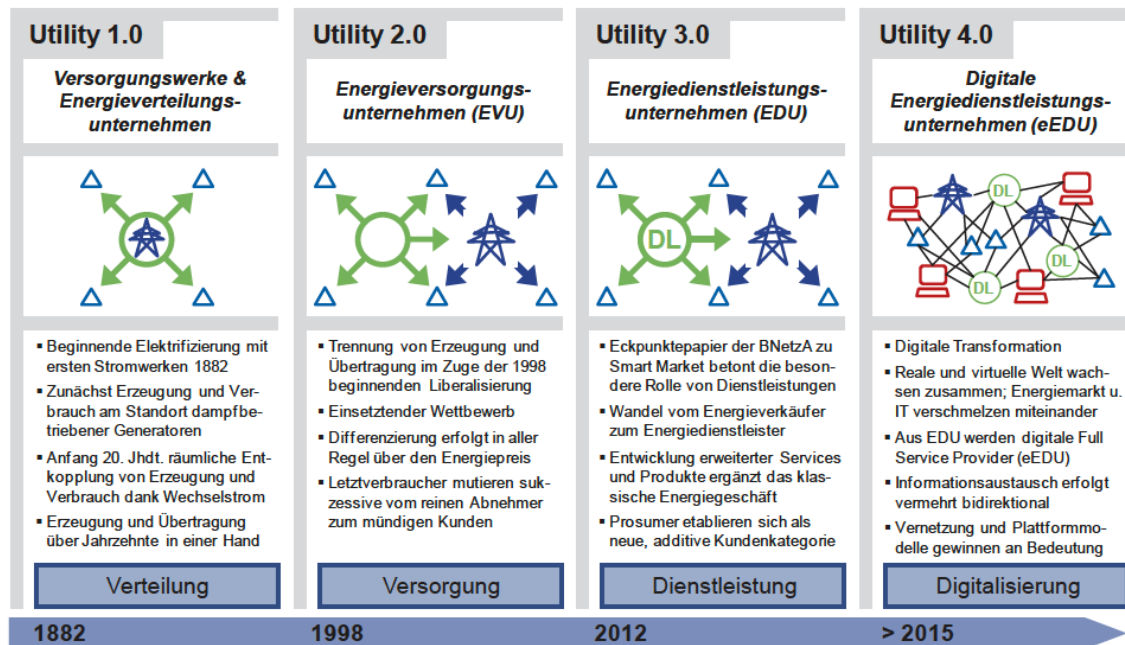 Utility 1.0
Versorgungswerke &
Energieverteilungs-
unternehmen
▪ Beginnende Elektrifizierung mit
ersten Stromwerken 1882
▪ Zunächst Erzeugung und Ver-
brauch am Standort dampfbe-
triebener Generatoren
▪ Anfang 20. Jhdt. räumliche Ent-
kopplung von Erzeugung und
Verbrauch dank Wechselstrom
▪ Erzeugung und Übertragung
über Jahrzehnte in einer Hand
Verteilung
1882
Utility 2.0
Energieversorgungs-
unternehmen (EVU)
▪ Trennung von Erzeugung und
Übertragung im Zuge der 1998
beginnenden Liberalisierung
▪ Einsetztender Wettbewerb
▪ Differenzierung erfolgt in aller
Regel über den Energiepreis
▪ Letztverbraucher mutieren suk-
zessive vom reinen Abnehmer
zum mündigen Kunden
Versorgung
1998
Utility 3.0
Energiedienstleistungs-
unternehmen (EDU)
DL
▪ Eckpunktepapier der BNetzA zu
Smart Market betont die beson-
dere Rolle von Dienstleistungen
▪ Wandel vom Energieverkäufer
zum Energiedienstleister
▪ Entwicklung erweiterter Services
und Produkte ergänzt das klas-
sische Energiegeschäft
▪ Prosumer etablieren sich als
neue, additive Kundenkategorie
Dienstleistung
2012
Utility 4.0
Digitale
Energiedienstleistungs-
unternehmen (eEDU)
DL
DL
DL
▪ Digitale Transformation
▪ Reale und virtuelle Welt wach-
sen zusammen; Energiemarkt u.
IT verschmelzen miteinander
▪ Aus EDU werden digitale Full
Service Provider (eEDU)
▪ Informationsaustausch erfolgt
vermehrt bidirektional
▪ Vernetzung und Plattformmo-
delle gewinnen an Bedeutung
Digitalisierung
> 2015